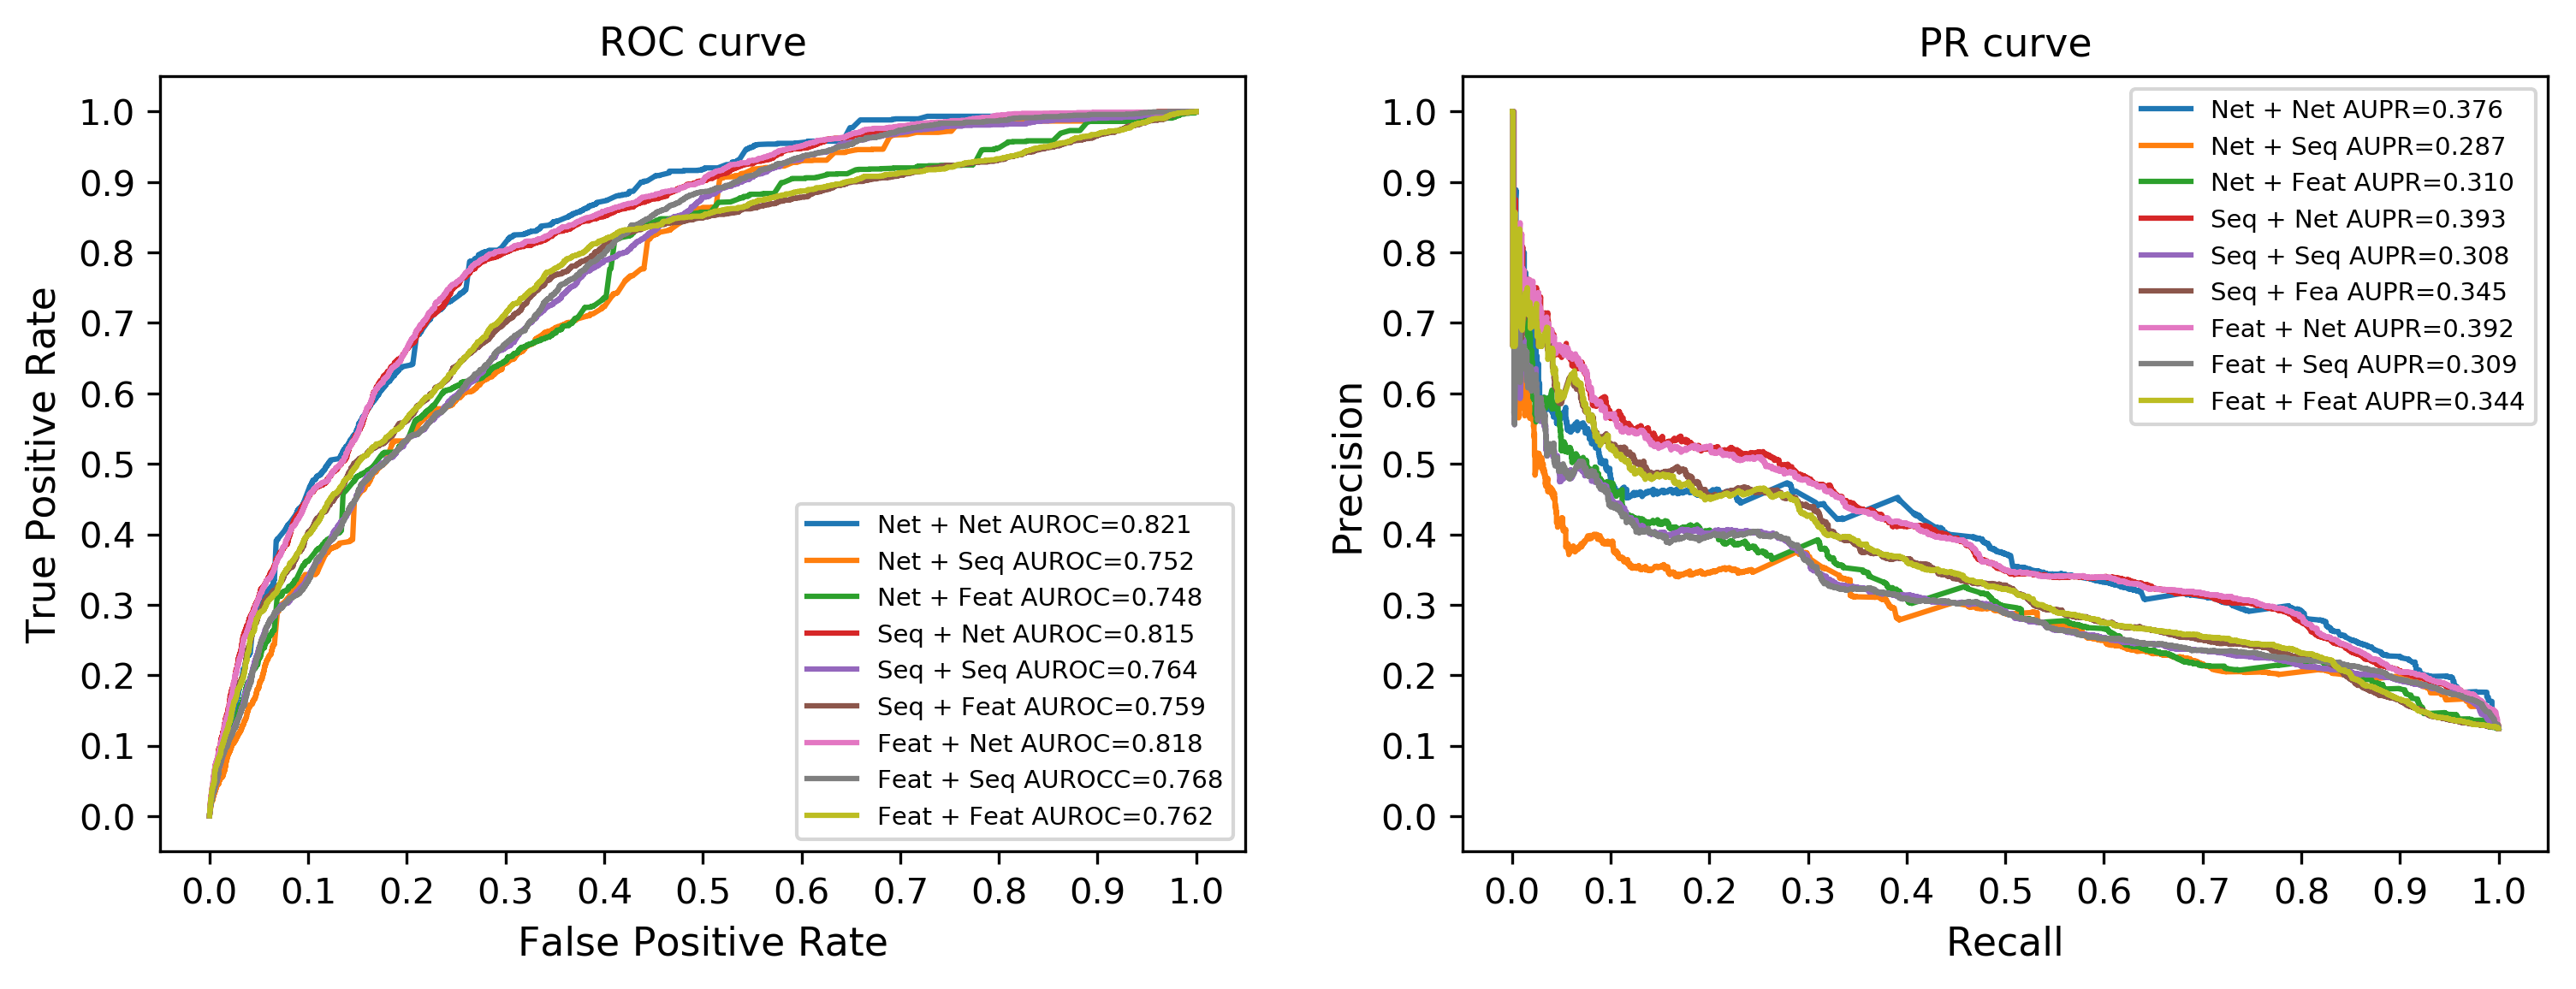 ROC curve
True Positive Rate
1.0
0.9
0.8
0.7
0.6
0.5
0.4
0.3
0.2
0.1
0.0
Net + Net AUROC=0.821
Net + Seq AUROC=0.752
Net + Feat AUROC=0.748
Seq + Net AUROC=0.815
Seq + Seq AUROC=0.764
Seq + Feat AUROC=0.759
Feat + Net AUROC=0.818
Feat + Seq AUROCC=0.768
Feat + Feat AUROC=0.762
0.0 0.1 0.2 0.3 0.4 0.5 0.6 0.7 0.8 0.9 1.0
False Positive Rate
PR curve
Precision
1.0
0.9
0.8
0.7
0.6
0.5
0.4
0.3
0.2
0.1
0.0
Net + Net AUPR=0.376
Net + Seq AUPR=0.287
Net + Feat AUPR=0.310
Seq + Net AUPR=0.393
Seq + Seq AUPR=0.308
Seq + Fea AUPR=0.345
Feat + Net AUPR=0.392
Feat + Seq AUPR=0.309
Feat + Feat AUPR=0.344
0.0 0.1 0.2 0.3 0.4 0.5 0.6 0.7 0.8 0.9 1.0
Recall